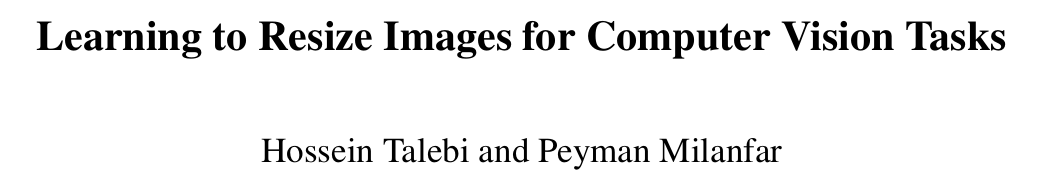 Learning to Resize Images for Computer Vision Tasks
Hossein Talebi and Peyman Milanfar